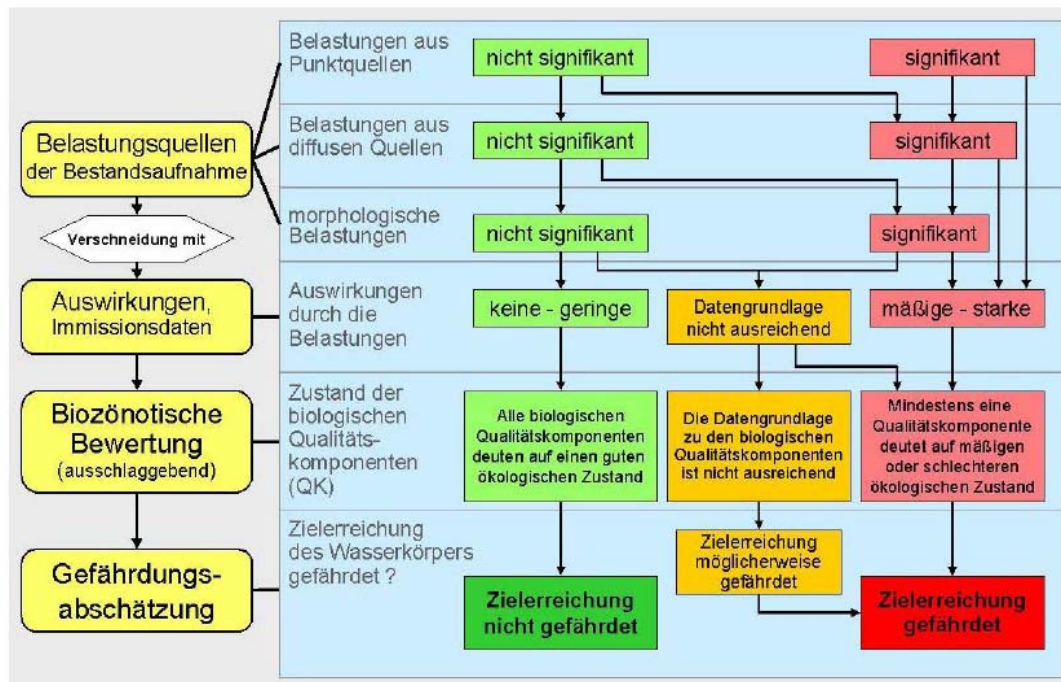 Belastungsquellen
der Bestandsaufnahme
Verschneidung mit
Auswirkungen,
Immissionsdaten
Biozönotische
Bewertung
(ausschlaggebend)
Gefährdungs-
abschätzung
Belastungen aus
Punktquellen
nicht signifikant
signifikant
Belastungen aus
diffusen Quellen
nicht signifikant
signifikant
morphologische
Belastungen
nicht signifikant
signifikant
Auswirkungen
durch die
Belastungen
keine - geringe
Datengrundlage
nicht ausreichend
mäßige - starke
Zustand der
biologischen
Qualitäts-
komponenten
(QK)
Alle biologischen
Qualitätskomponenten
deuten auf einen guten
ökologischen Zustand
Die Datengrundlage
zu den biologischen
Qualitätskomponenten
ist nicht ausreichend
Mindestens eine
Qualitätskomponente
deutet auf mäßigen
oder schlechteren
ökologischen Zustand
Zielerreichung
des Wasserkörpers
gefährdet ?
Zielerreichung
nicht gefährdet
Zielerreichung
möglicherweise
gefährdet
Zielerreichung
gefährdet